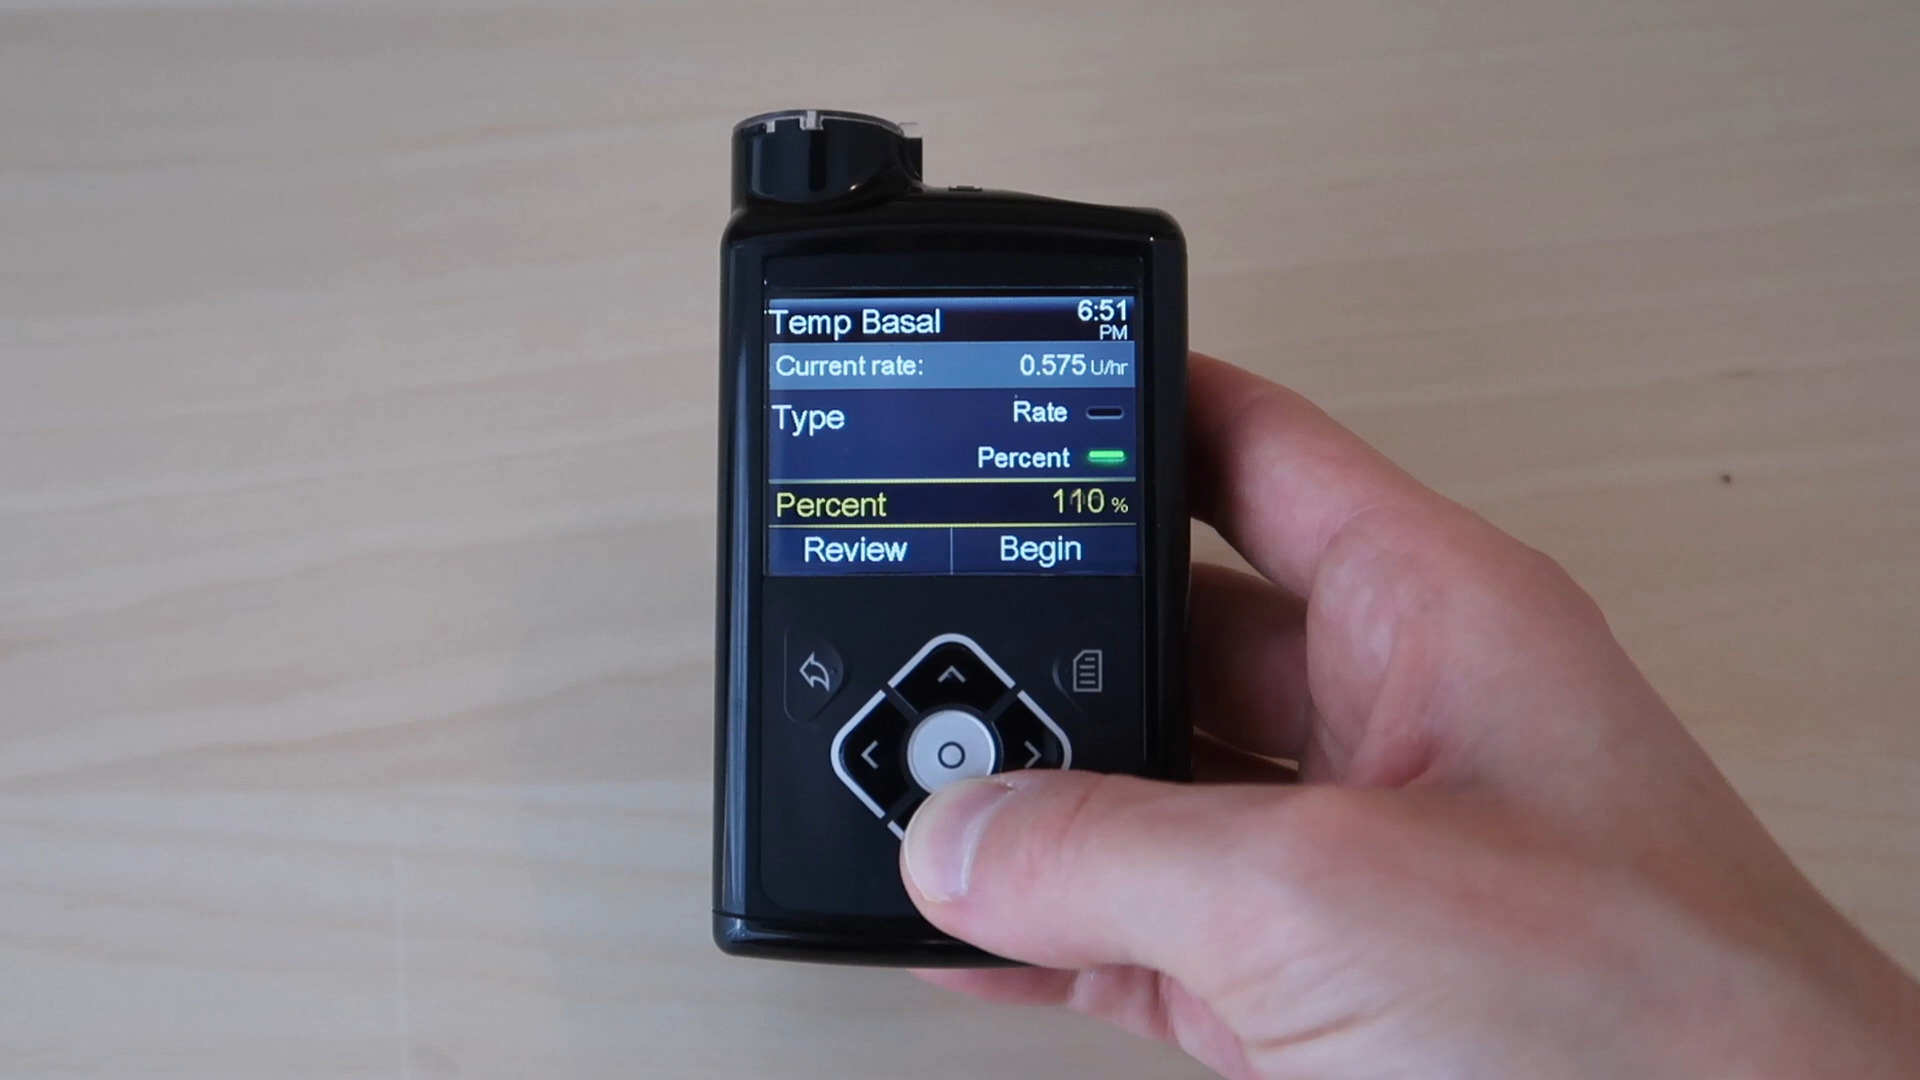 Temp Basal 6:51
PM
Current rate: 0.575 U/hr
Type Rate
Percent
Percent 110 %
Review Begin